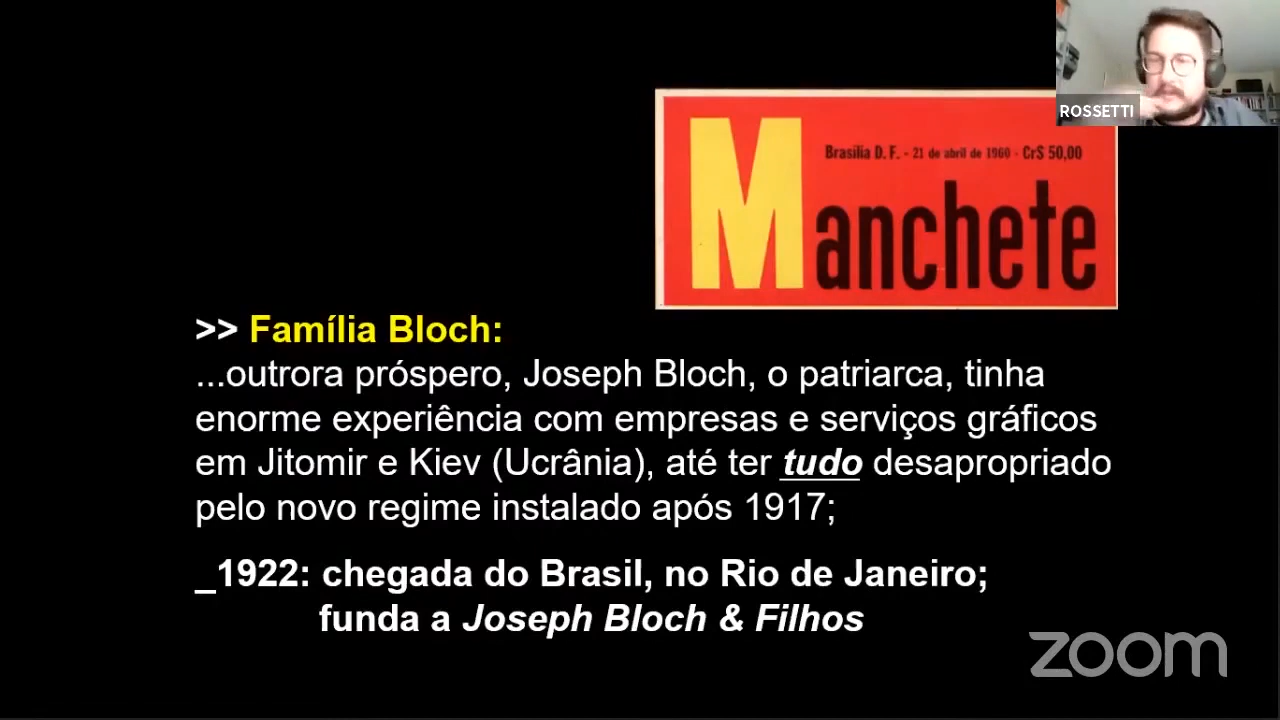 ROSSETTI
Brasília D. F. - 21 de abril de 1960 - Cr$ 50,00
Manchete
>> Família Bloch:
...outrora próspero, Joseph Bloch, o patriarca, tinha
enorme experiência com empresas e serviços gráficos
em Jitomir e Kiev (Ucrânia), até ter tudo desapropriado
pelo novo regime instalado após 1917;
_1922: chegada do Brasil, no Rio de Janeiro;
funda a Joseph Bloch & Filhos
zoom